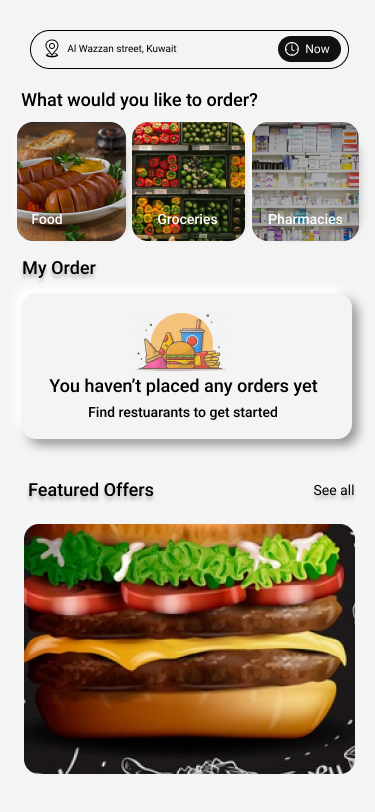 Al Wazzan street, Kuwait
Now
What would you like to order?
Food
Groceries
Pharmacies
My Order
You haven't placed any orders yet
Find restuarants to get started
Featured Offers
See all